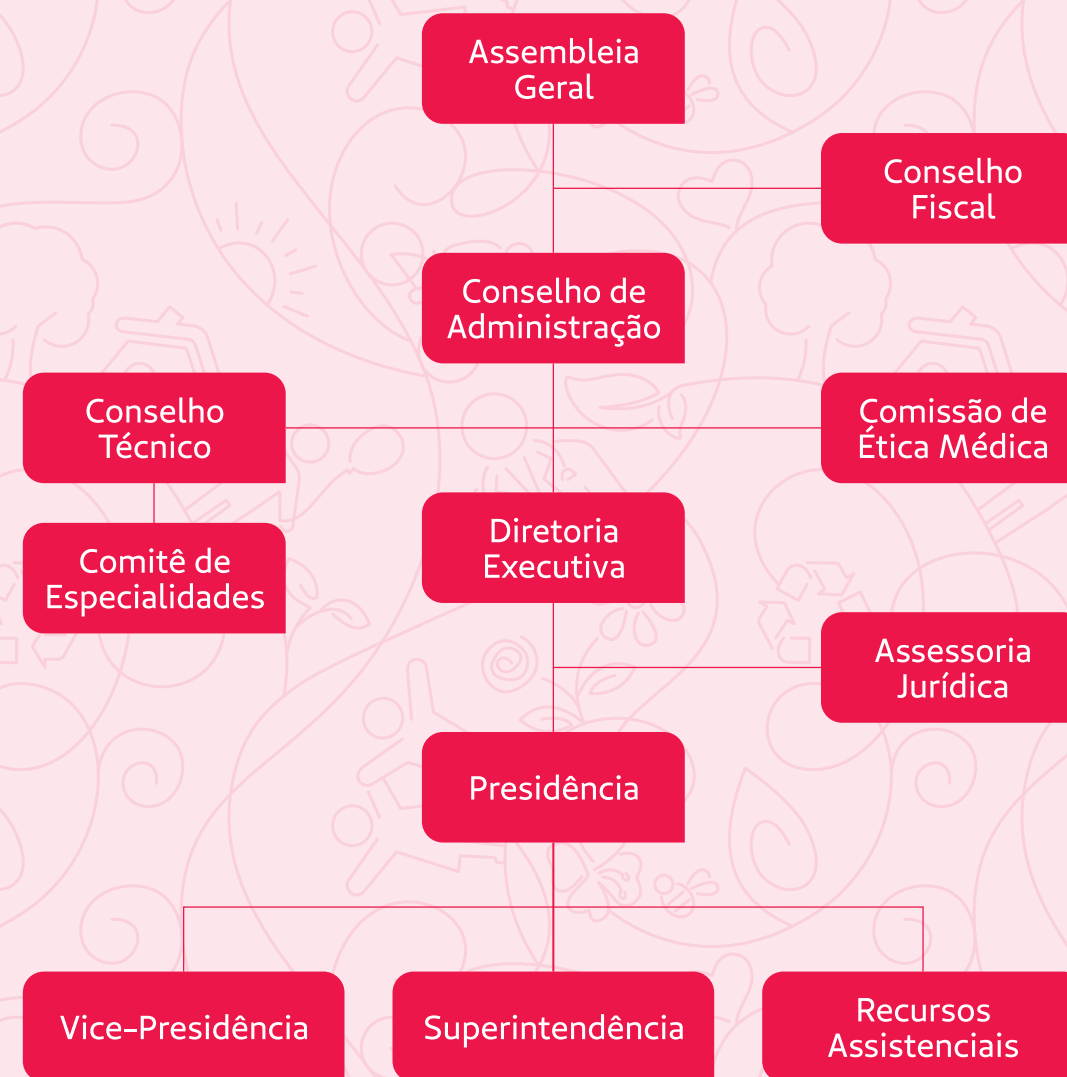 Assembleia
Geral
Conselho
Fiscal
Conselho de
Administração
Conselho
Técnico
Comissão de
Ética Médica
Comitê de
Especialidades
Diretoria
Executiva
Assessoria
Jurídica
Presidência
Vice-Presidência
Superintendência
Recursos
Assistenciais